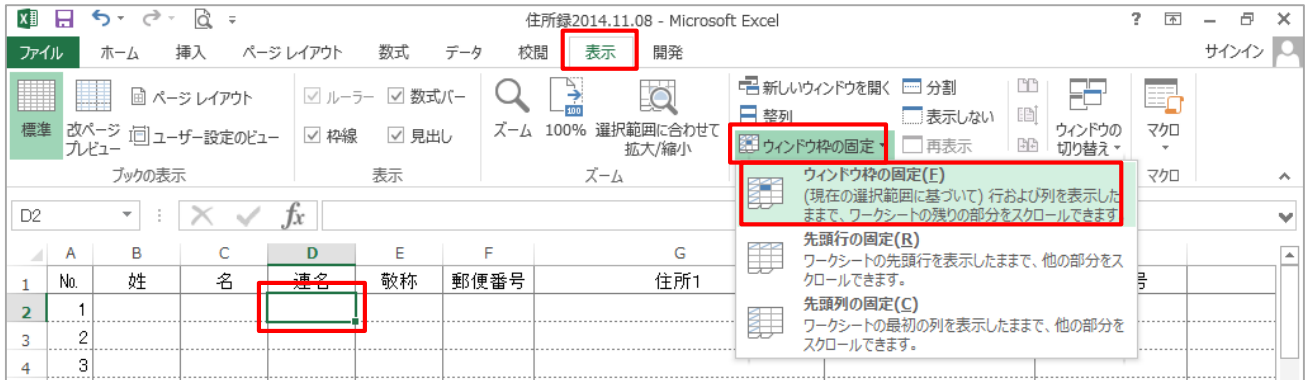 住所録2014.11.08 - Microsoft Excel
ファイル ホーム 挿入 ページ レイアウト 数式 データ 校閲 表示 開発 サインイン
標準
改ページ
プレビュー
ページ レイアウト
ユーザー設定のビュー
ブックの表示
ルーラー 数式バー
枠線 見出し
表示
ズーム
100%
選択範囲に合わせて
拡大/縮小
ズーム
新しいウィンドウを開く
整列
ウィンドウ枠の固定
分割
表示しない
再表示
ウィンドウの
切り替え
マクロ
マクロ
ウィンドウ枠の固定(F)
(現在の選択範囲に基づいて) 行および列を表示した
ままで、ワークシートの残りの部分をスクロールできます
先頭行の固定(R)
ワークシートの先頭行を表示したままで、他の部分をス
クロールできます。
先頭列の固定(C)
ワークシートの最初の列を表示したままで、他の部分を
スクロールできます。
D2 fx
A B C D E F G
1 No. 姓 名 連名 敬称 郵便番号 住所1 号
2 1
3 2
4 3